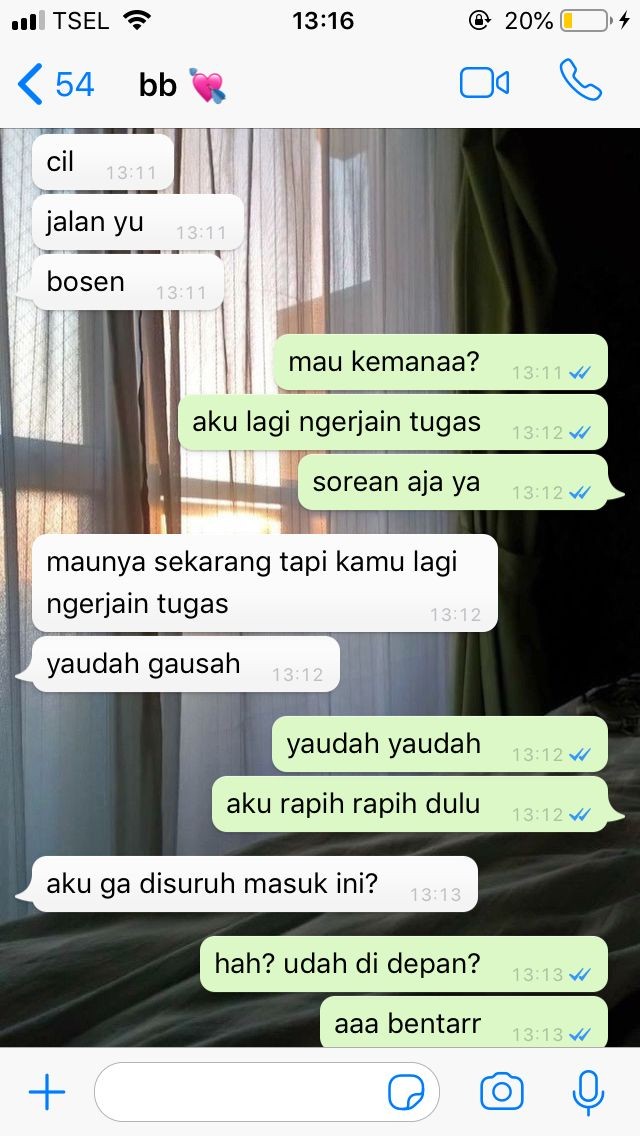 TSEL 13:16 20%
54 bb 💘
cil 13:11
jalan yu 13:11
bosen 13:11
mau kemanaa? 13:11
aku lagi ngerjain tugas 13:12
sorean aja ya 13:12
maunya sekarang tapi kamu lagi
ngerjain tugas 13:12
yaudah gausah 13:12
yaudah yaudah 13:12
aku rapih rapih dulu 13:12
aku ga disuruh masuk ini? 13:13
hah? udah di depan? 13:13
aaa bentarr 13:13